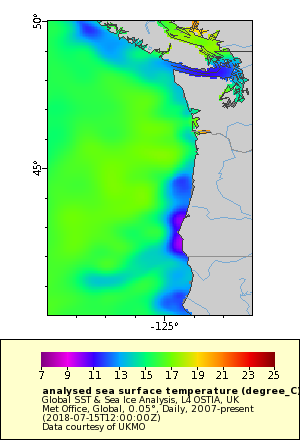 50°
45°
-125°
7 9 11 13 15 17 19 21 23 25
analysed sea surface temperature (degree_C)
Global SST & Sea Ice Analysis, L4 OSTIA, UK
Met Office, Global, 0.05°, Daily, 2007-present
(2018-07-15T12:00:00Z)
Data courtesy of UKMO